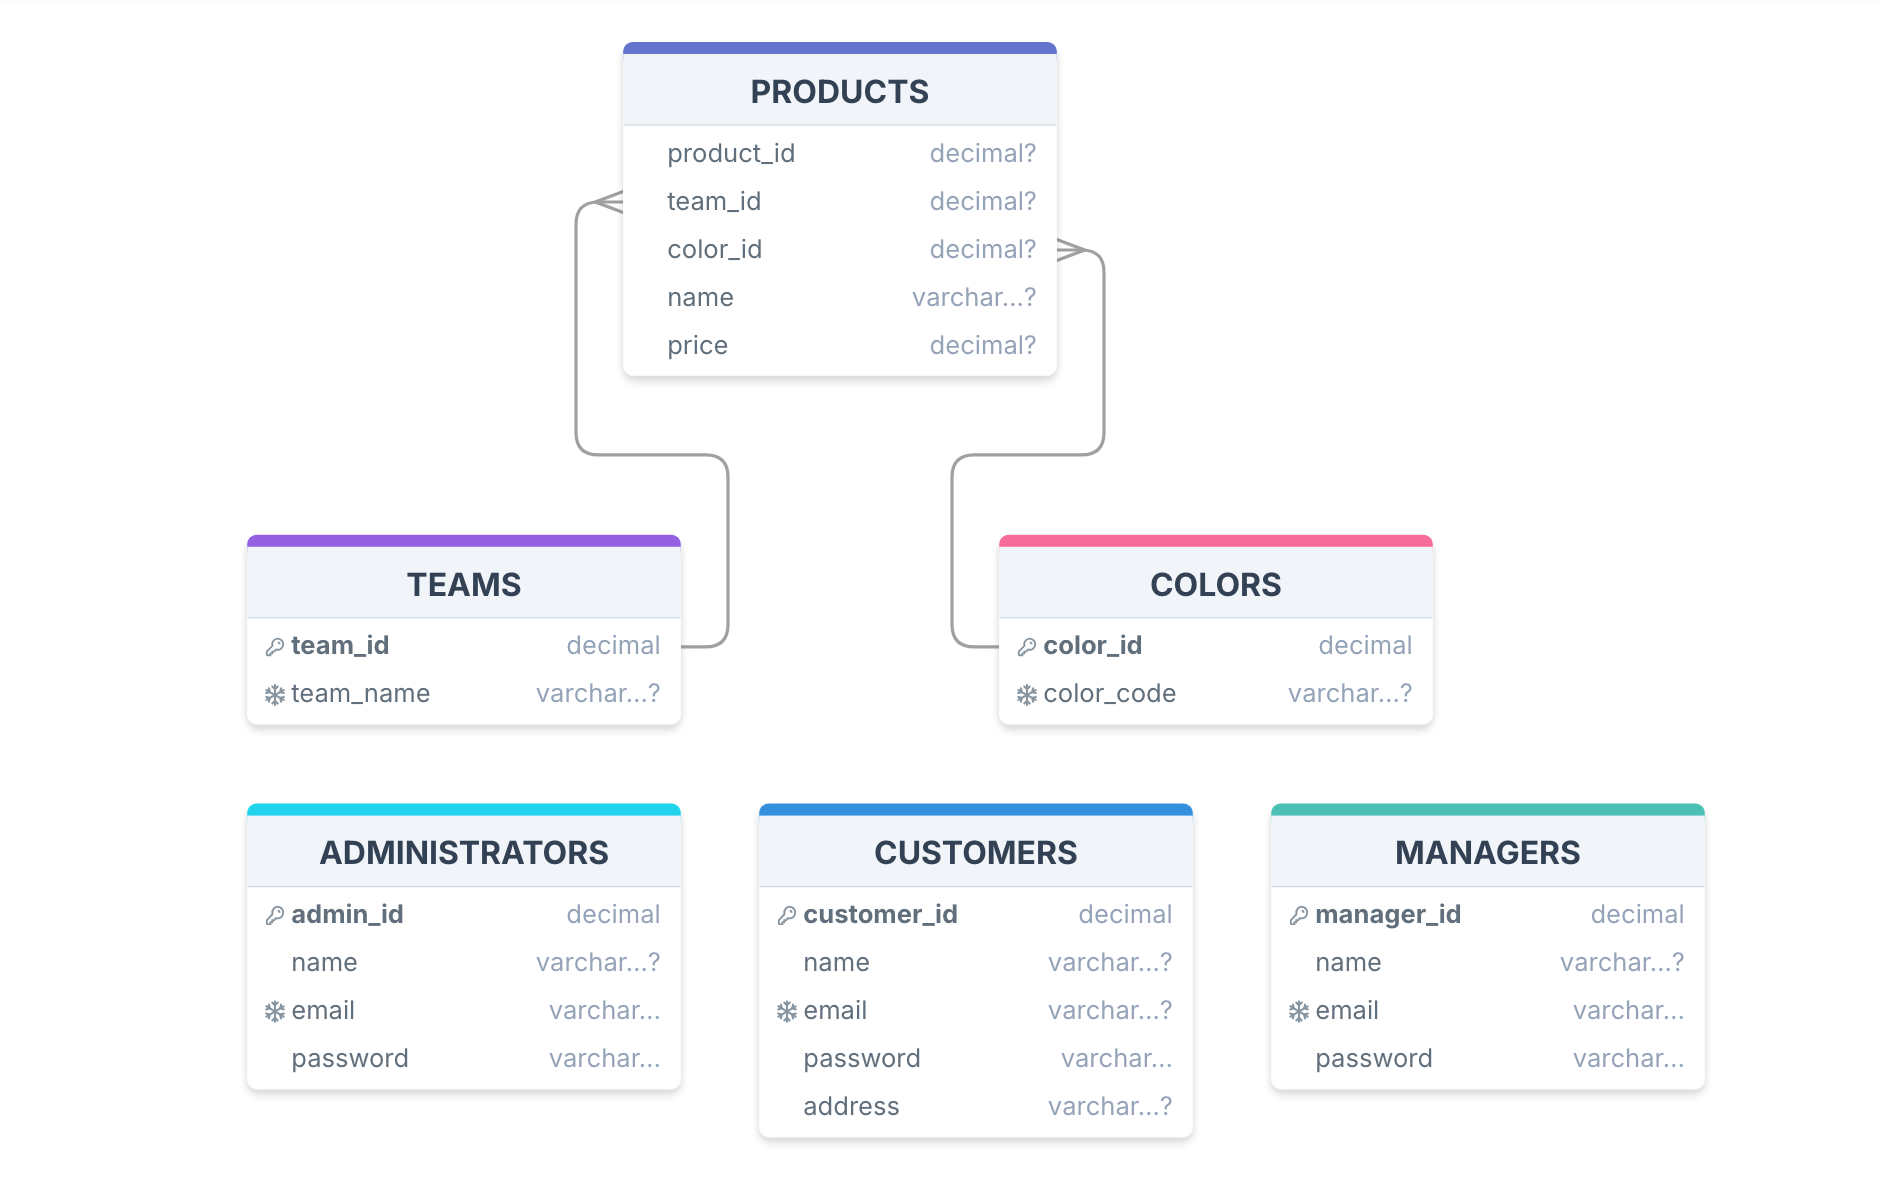 PRODUCTS
product_id decimal?
team_id decimal?
color_id decimal?
name varchar...?
price decimal?
TEAMS
team_id decimal
team_name varchar...?
COLORS
color_id decimal
color_code varchar...?
ADMINISTRATORS
admin_id decimal
name varchar...?
email varchar...
password varchar...
CUSTOMERS
customer_id decimal
name varchar...?
email varchar...?
password varchar...
address varchar...?
MANAGERS
manager_id decimal
name varchar...?
email varchar...
password varchar...